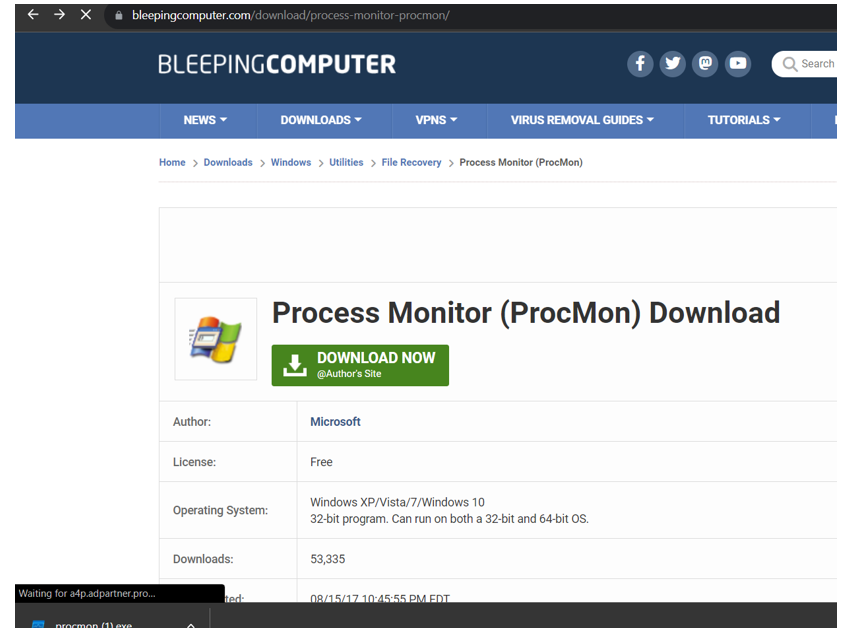 bleepingcomputer.com/download/process-monitor-procmon/
BLEEPINGCOMPUTER
Search
NEWS
DOWNLOADS
VPNS
VIRUS REMOVAL GUIDES
TUTORIALS
Home > Downloads > Windows > Utilities > File Recovery > Process Monitor (ProcMon)
Process Monitor (ProcMon) Download
DOWNLOAD NOW
@Author's Site
Author: Microsoft
License: Free
Operating System: Windows XP/Vista/7/Windows 10
32-bit program. Can run on both a 32-bit and 64-bit OS.
Downloads: 53,335
ted: 08/15/17 10:45:55 PM EDT
Waiting for a4p.adpartner.pro...
procmon (1).exe